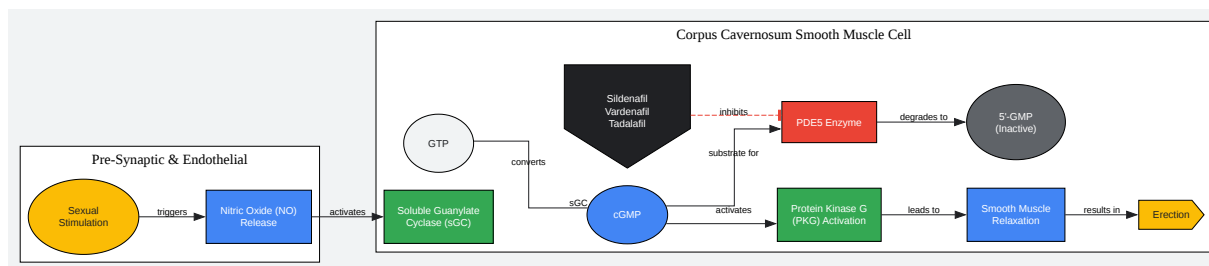 Corpus Cavernosum Smooth Muscle Cell
Pre-Synaptic & Endothelial
Sexual
Stimulation
triggers
Nitric Oxide (NO)
Release
activates
Soluble Guanylate
Cyclase (sGC)
GTP
converts
sGC
cGMP
Sildenafil
Vardenafil
Tadalafil
inhibits
substrate for
PDE5 Enzyme
degrades to
5'-GMP
(Inactive)
activates
Protein Kinase G
(PKG) Activation
leads to
Smooth Muscle
Relaxation
results in
Erection